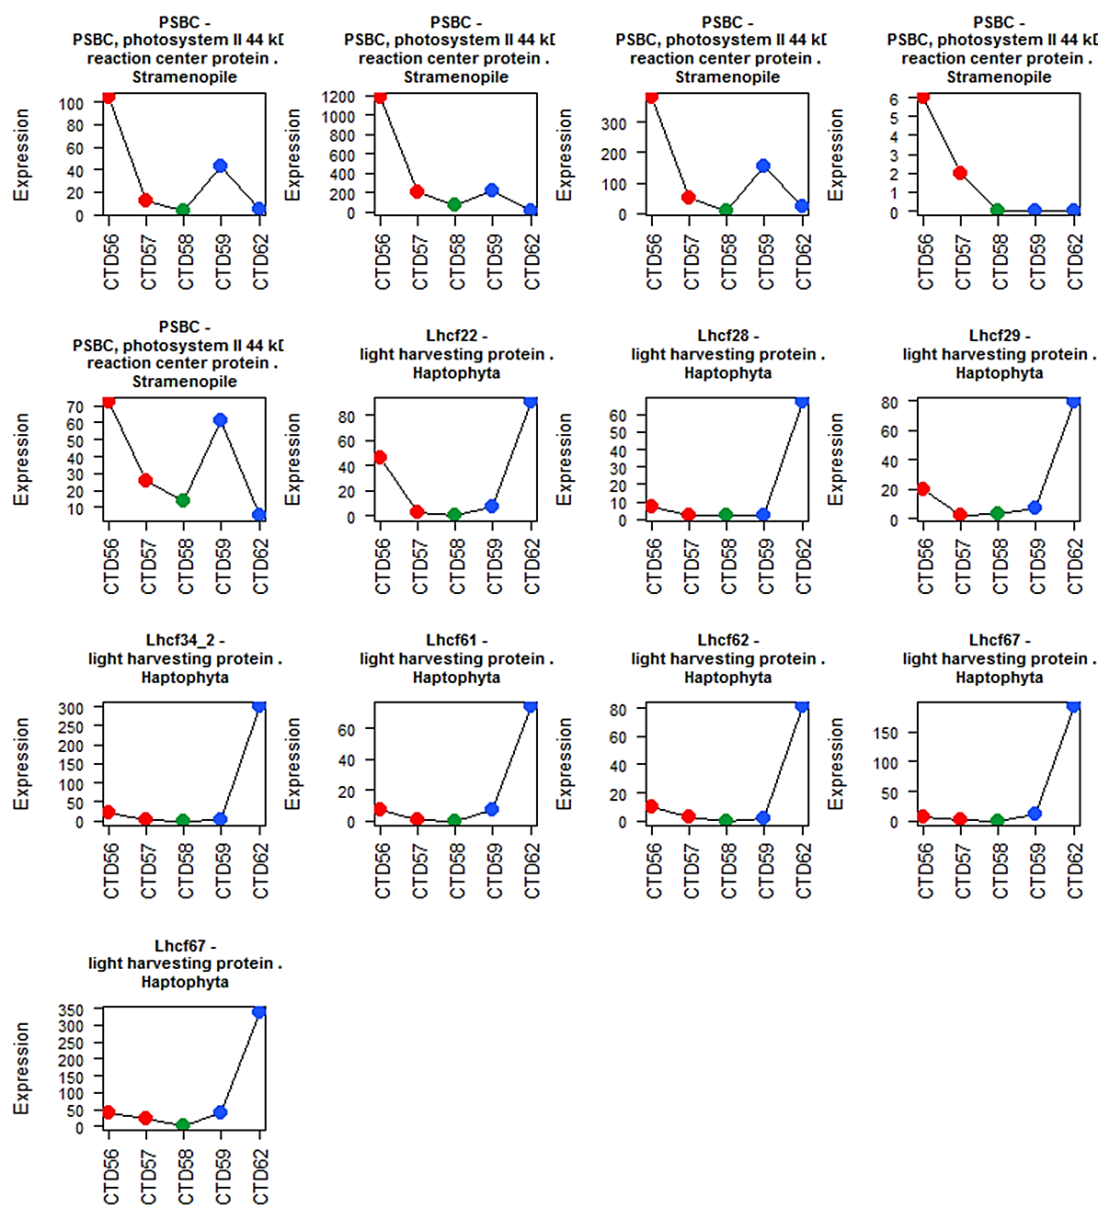 PSBC -
PSBC, photosystem II 44 kD
reaction center protein .
Stramenopile
Expression
100
80
60
40
20
0
CTD56
CTD57
CTD58
CTD59
CTD62
PSBC -
PSBC, photosystem II 44 kD
reaction center protein .
Stramenopile
Expression
1200
1000
800
600
400
200
0
CTD56
CTD57
CTD58
CTD59
CTD62
PSBC -
PSBC, photosystem II 44 kD
reaction center protein .
Stramenopile
Expression
300
200
100
0
CTD56
CTD57
CTD58
CTD59
CTD62
PSBC -
PSBC, photosystem II 44 kD
reaction center protein .
Stramenopile
Expression
6
5
4
3
2
1
0
CTD56
CTD57
CTD58
CTD59
CTD62
PSBC -
PSBC, photosystem II 44 kD
reaction center protein .
Stramenopile
Expression
70
60
50
40
30
20
10
CTD56
CTD57
CTD58
CTD59
CTD62
Lhcf22 -
light harvesting protein .
Haptophyta
Expression
80
60
40
20
0
CTD56
CTD57
CTD58
CTD59
CTD62
Lhcf28 -
light harvesting protein .
Haptophyta
Expression
60
50
40
30
20
10
0
CTD56
CTD57
CTD58
CTD59
CTD62
Lhcf29 -
light harvesting protein .
Haptophyta
Expression
80
60
40
20
0
CTD56
CTD57
CTD58
CTD59
CTD62
Lhcf34_2 -
light harvesting protein .
Haptophyta
Expression
300
250
200
150
100
50
0
CTD56
CTD57
CTD58
CTD59
CTD62
Lhcf61 -
light harvesting protein .
Haptophyta
Expression
60
40
20
0
CTD56
CTD57
CTD58
CTD59
CTD62
Lhcf62 -
light harvesting protein .
Haptophyta
Expression
80
60
40
20
0
CTD56
CTD57
CTD58
CTD59
CTD62
Lhcf67 -
light harvesting protein .
Haptophyta
Expression
150
100
50
0
CTD56
CTD57
CTD58
CTD59
CTD62
Lhcf67 -
light harvesting protein .
Haptophyta
Expression
350
300
250
200
150
100
50
0
CTD56
CTD57
CTD58
CTD59
CTD62